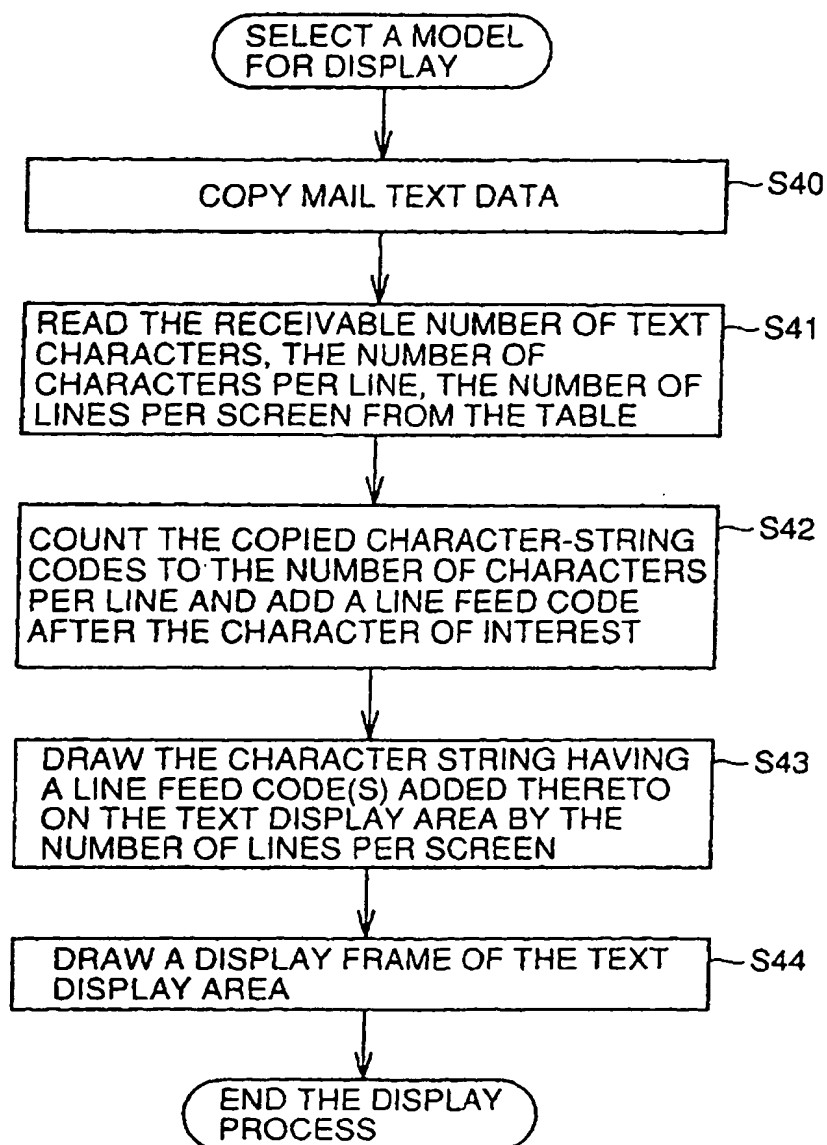 SELECT A MODEL
FOR DISPLAY
COPY MAIL TEXT DATA
S40
READ THE RECEIVABLE NUMBER OF TEXT
CHARACTERS, THE NUMBER OF
CHARACTERS PER LINE, THE NUMBER OF
LINES PER SCREEN FROM THE TABLE
S41
COUNT THE COPIED CHARACTER-STRING
CODES TO THE NUMBER OF CHARACTERS
PER LINE AND ADD A LINE FEED CODE
AFTER THE CHARACTER OF INTEREST
S42
DRAW THE CHARACTER STRING HAVING
A LINE FEED CODE(S) ADDED THERETO
ON THE TEXT DISPLAY AREA BY THE
NUMBER OF LINES PER SCREEN
S43
DRAW A DISPLAY FRAME OF THE TEXT
DISPLAY AREA
S44
END THE DISPLAY
PROCESS